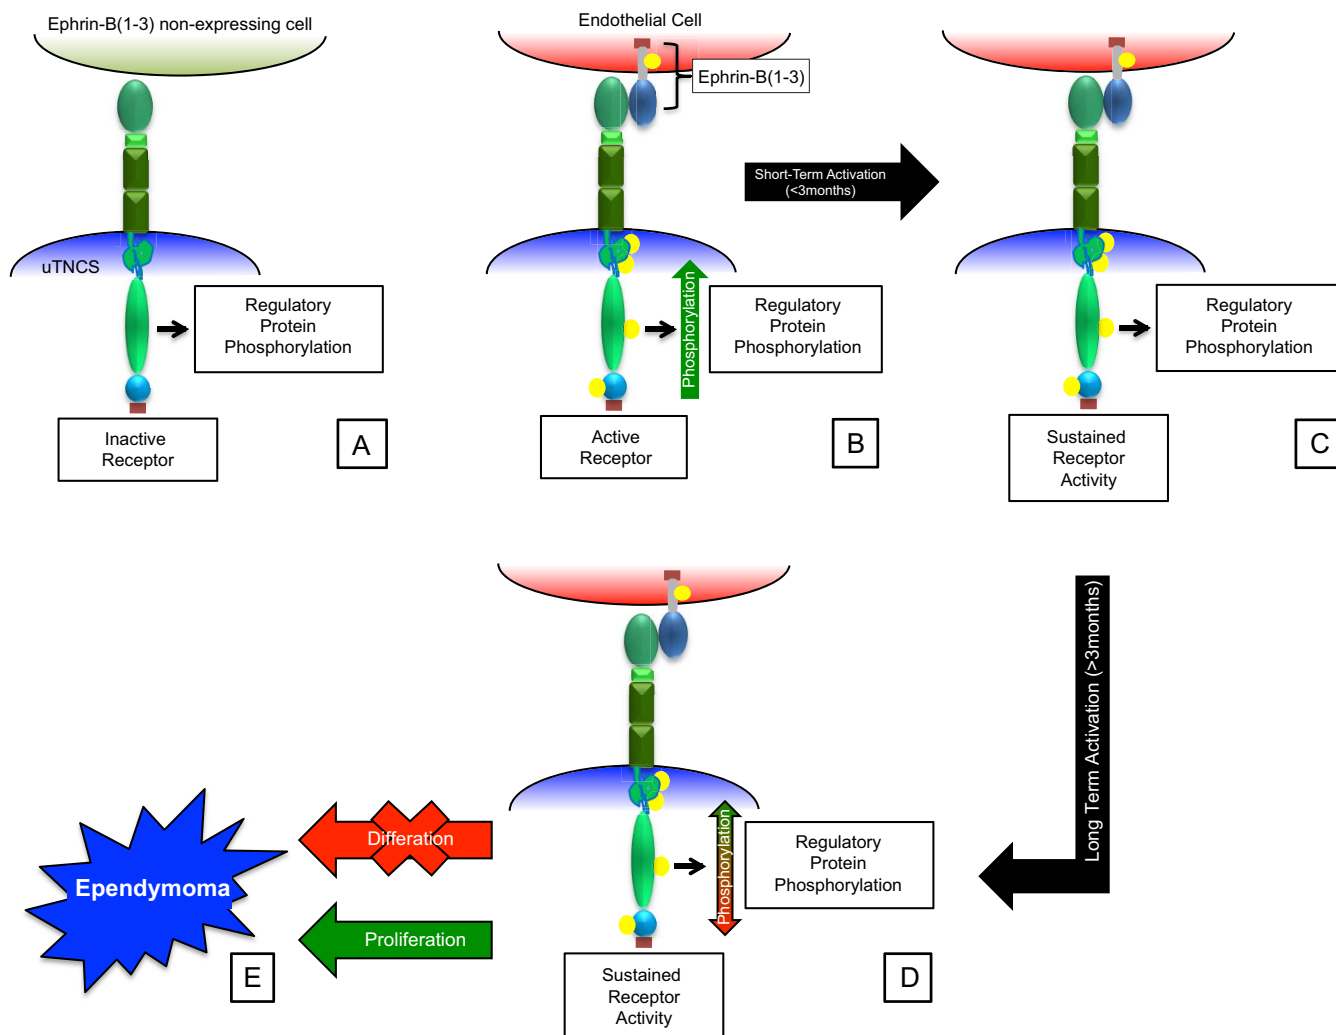 Ephrin-B(1-3) non-expressing cell
uTNCS
Regulatory
Protein
Phosphorylation
Inactive
Receptor
A
Endothelial Cell
Ephrin-B(1-3)
Phosphorylation
Regulatory
Protein
Phosphorylation
Active
Receptor
B
Short-Term Activation
(<3months)
Regulatory
Protein
Phosphorylation
Sustained
Receptor
Activity
C
Long Term Activation (>3months)
Phosphorylation
Regulatory
Protein
Phosphorylation
Sustained
Receptor
Activity
D
Differation
Proliferation
Ependymoma
E